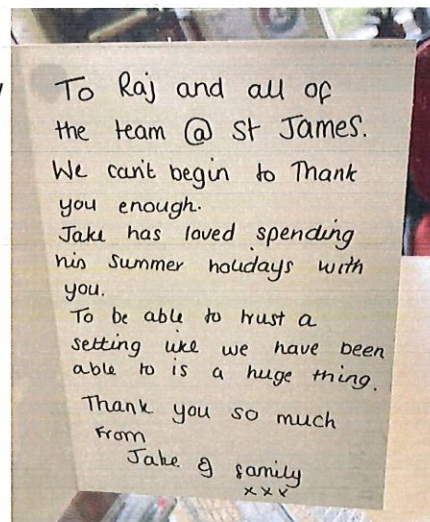 To Raj and all of
the team @ St James.
We can't begin to Thank
you enough.
Jake has loved spending
his summer holidays with
you.
To be able to trust a
setting like we have been
able to is a huge thing.
Thank you so much
From
Jake & family
xxx